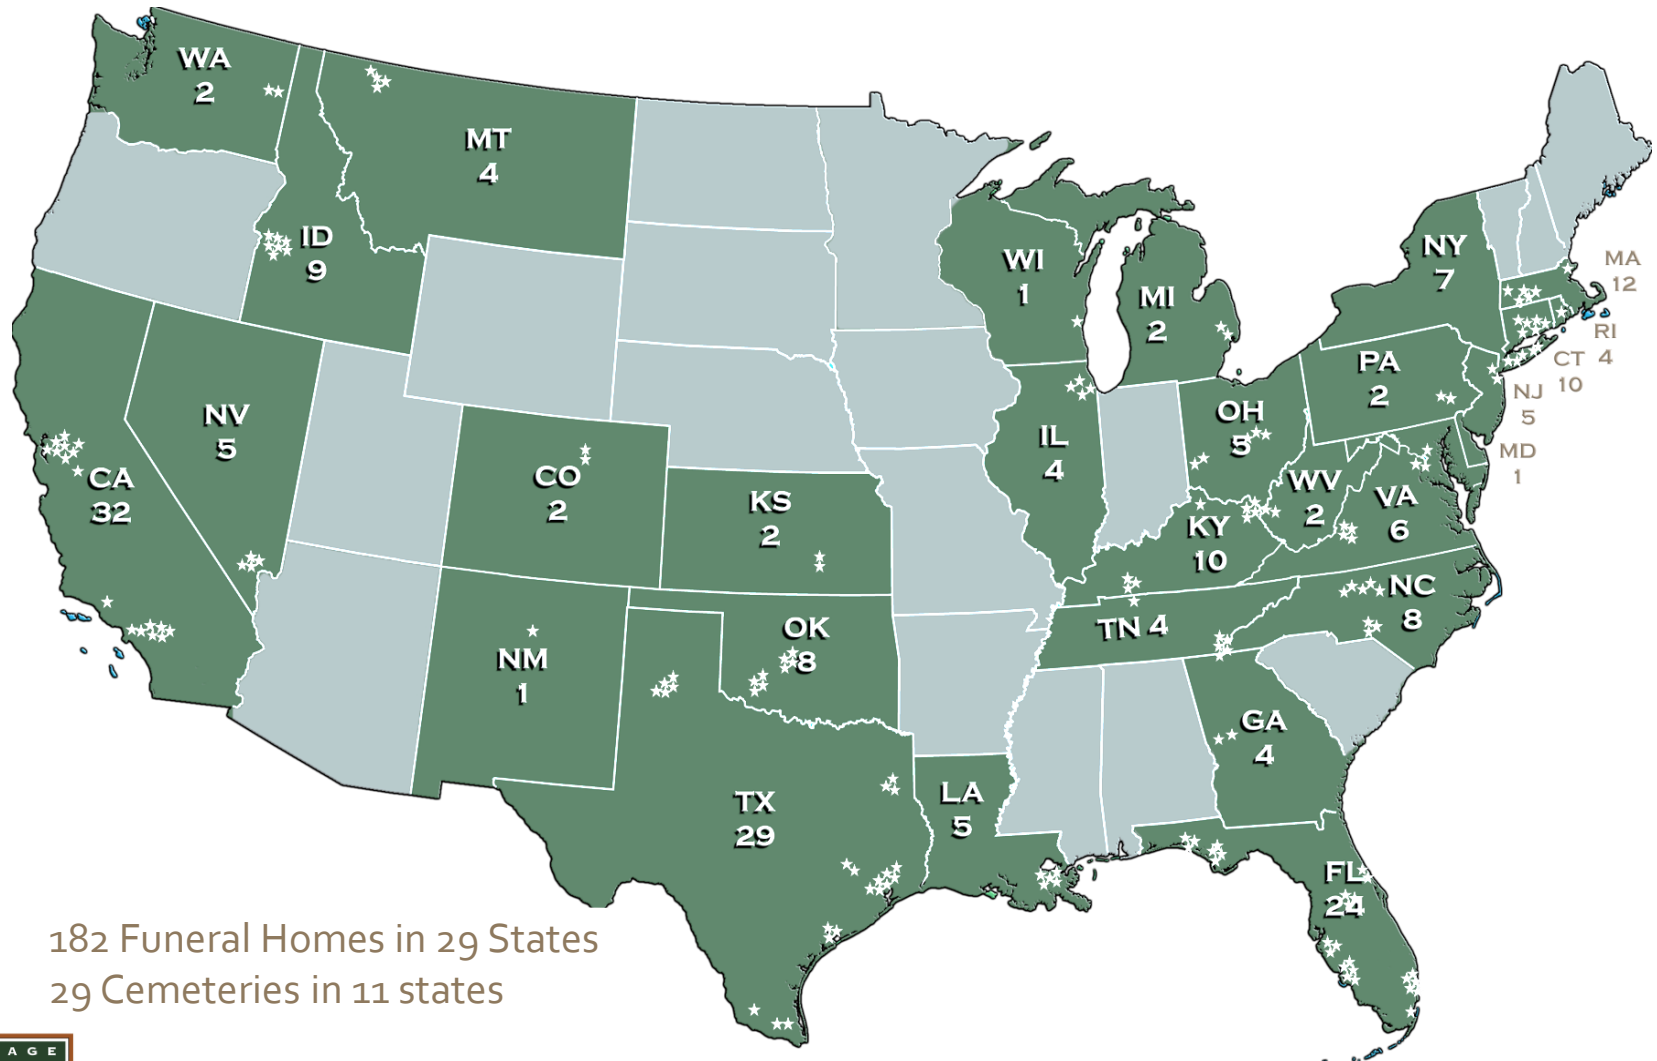 WA
2
MT
4
ID
9
NV
5
CA
32
CO
2
KS
2
NM
1
OK
8
TX
29
LA
5
WI
1
MI
2
IL
4
OH
5
KY
10
TN 4
WV
2
VA
6
NC
8
GA
4
FL
24
PA
2
NY
7
MA
12
RI
4
CT
10
NJ
5
MD
1
182 Funeral Homes in 29 States
29 Cemeteries in 11 states
A G E